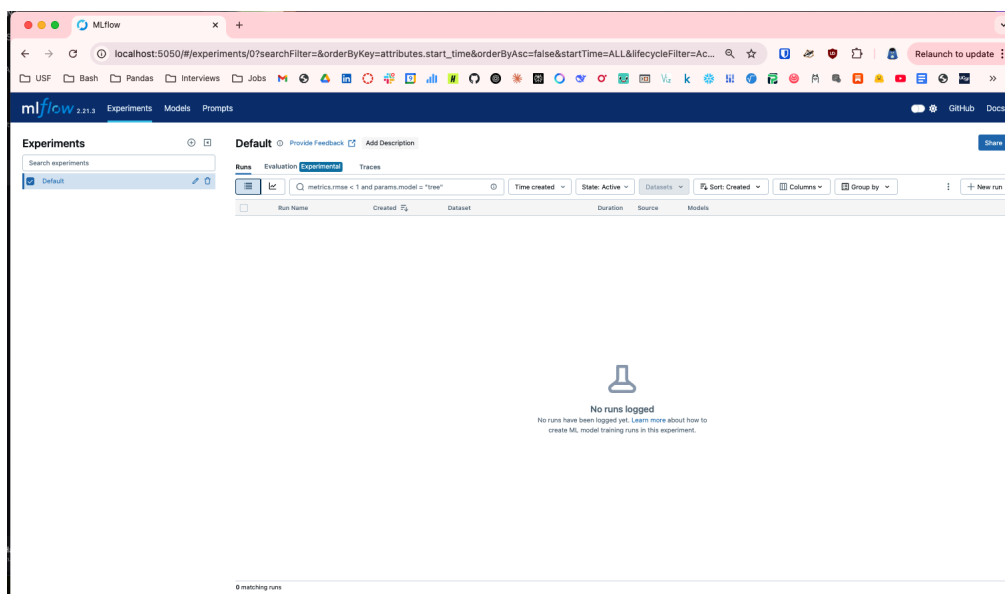 MLflow
localhost:5050/#/experiments/0?searchFilter=&orderByKey=attributes.start_time&orderByAsc=false&startTime=ALL&lifecycleFilter=Ac...
Relaunch to update
USF Bash Pandas Interviews Jobs
mlflow 2.21.3 Experiments Models Prompts GitHub Docs
Experiments
Search experiments
Default
Default Provide Feedback Add Description Share
Runs Evaluation Experimental Traces
metrics.rmse < 1 and params.model = "tree" Time created State: Active Datasets Sort: Created Columns Group by New run
Run Name Created Dataset Duration Source Models
No runs logged
No runs have been logged yet. Learn more about how to
create ML model training runs in this experiment.
0 matching runs